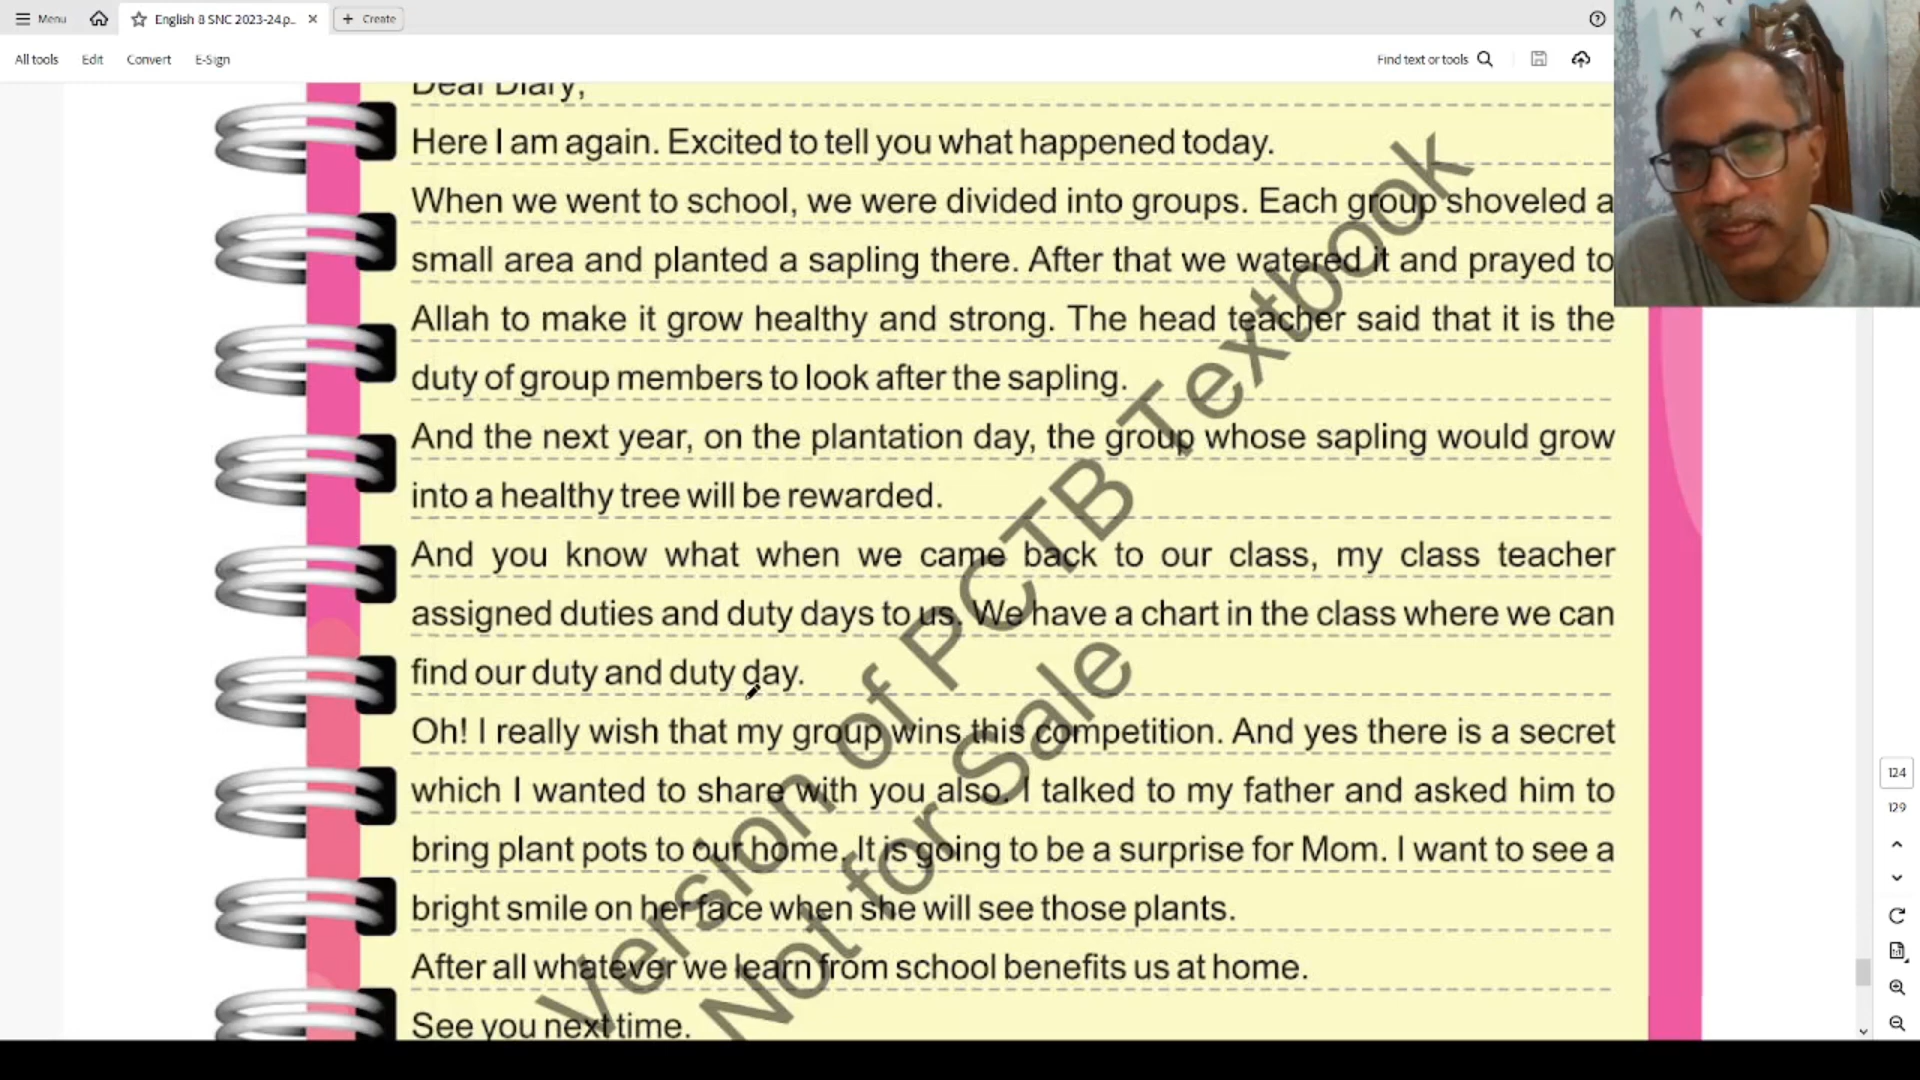 Menu
English 8 SNC 2023-24.p...
Create
All tools
Edit
Convert
E-Sign
Find text or tools
Dear Diary,
Here I am again. Excited to tell you what happened today.
When we went to school, we were divided into groups. Each group shoveled a
small area and planted a sapling there. After that we watered it and prayed to
Allah to make it grow healthy and strong. The head teacher said that it is the
duty of group members to look after the sapling.
And the next year, on the plantation day, the group whose sapling would grow
into a healthy tree will be rewarded.
And you know what when we came back to our class, my class teacher
assigned duties and duty days to us. We have a chart in the class where we can
find our duty and duty day.
Oh! I really wish that my group wins this competition. And yes there is a secret
which I wanted to share with you also. I talked to my father and asked him to
bring plant pots to our home. It is going to be a surprise for Mom. I want to see a
bright smile on her face when she will see those plants.
After all whatever we learn from school benefits us at home.
See you next time.
Version of PCTB Textbook
Not for Sale
124
129